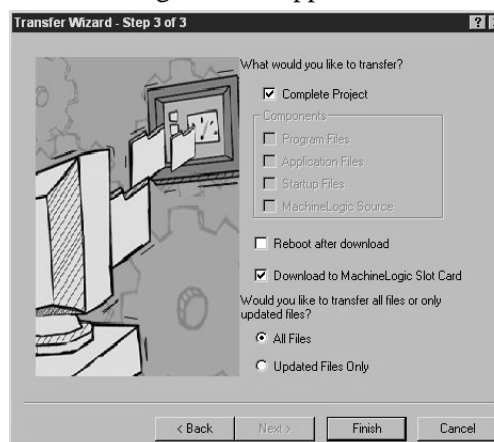 Transfer Wizard - Step 3 of 3
What would you like to transfer?
Complete Project
Components
Program Files
Application Files
Startup Files
MachineLogic Source
Reboot after download
Download to MachineLogic Slot Card
Would you like to transfer all files or only
updated files?
All Files
Updated Files Only
< Back
Next >
Finish
Cancel